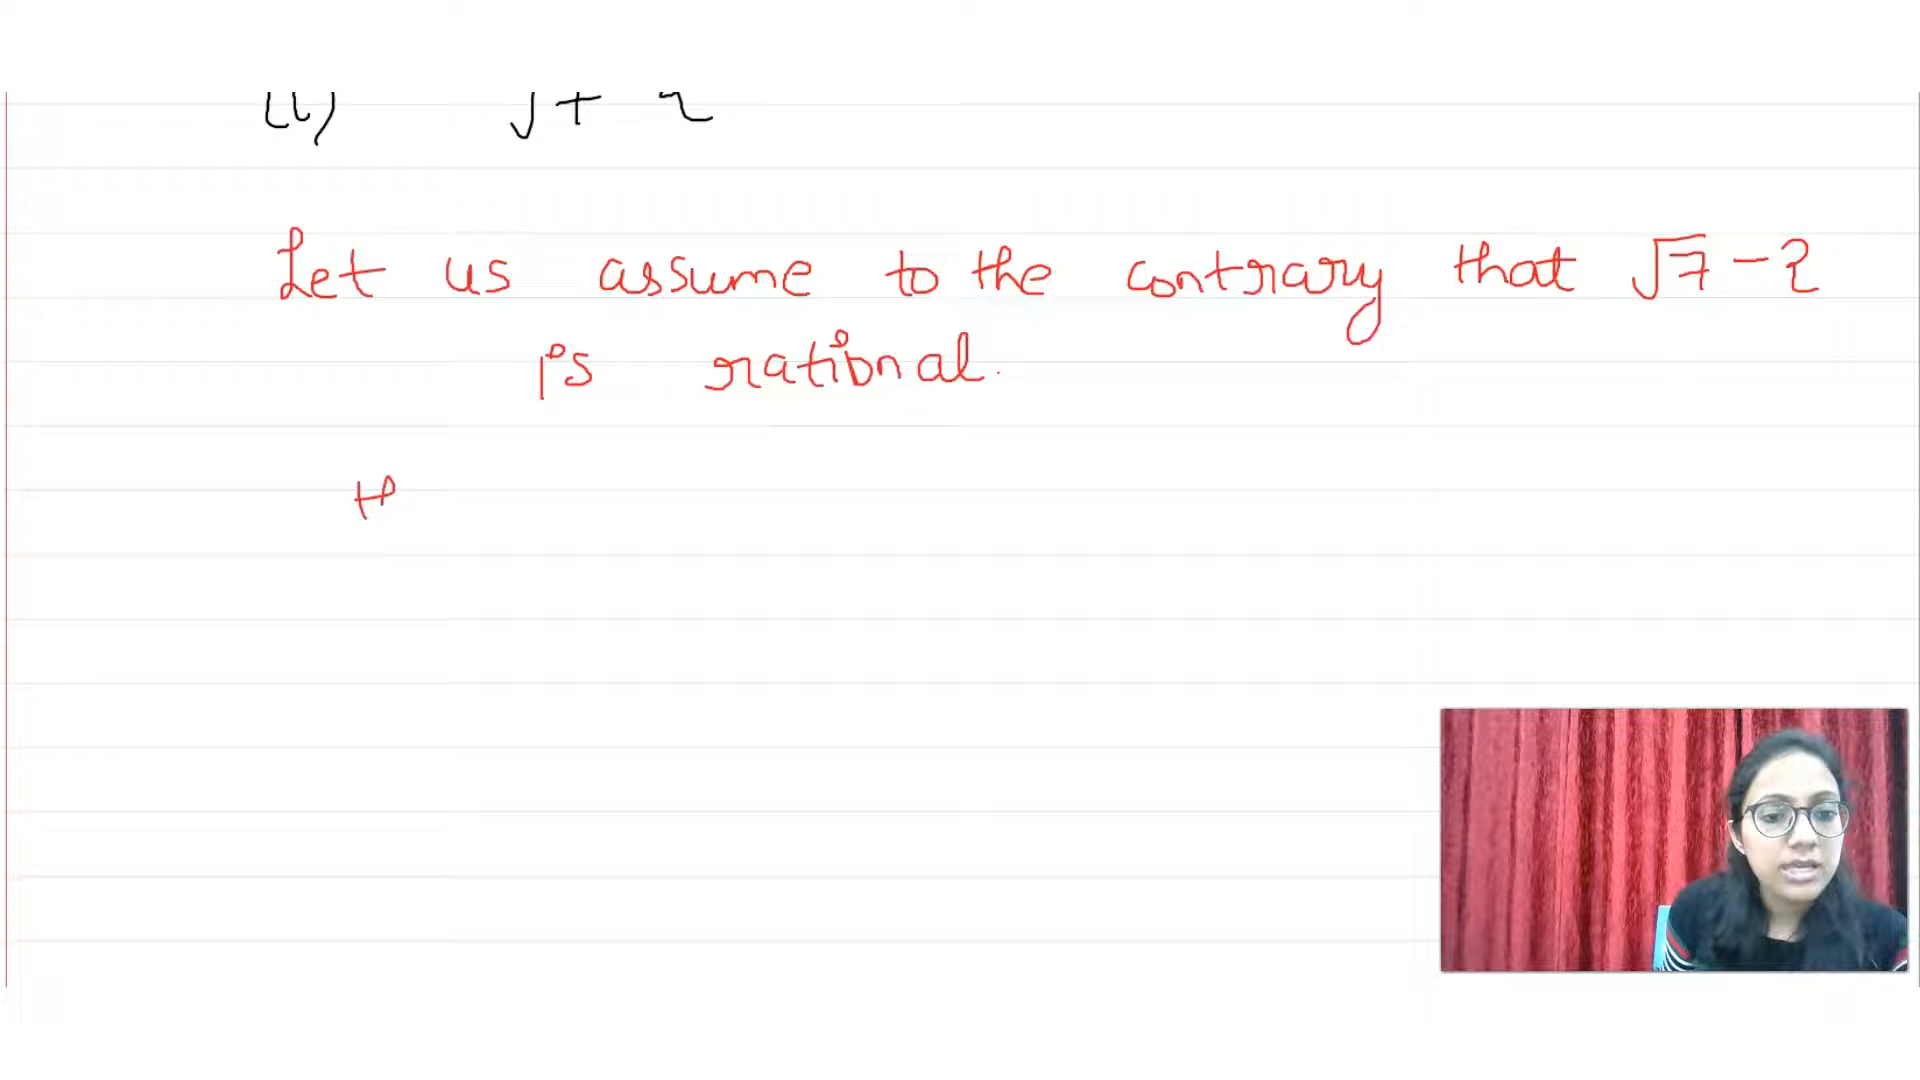 Let us assume to the contrary that √7 - 2
is rational.